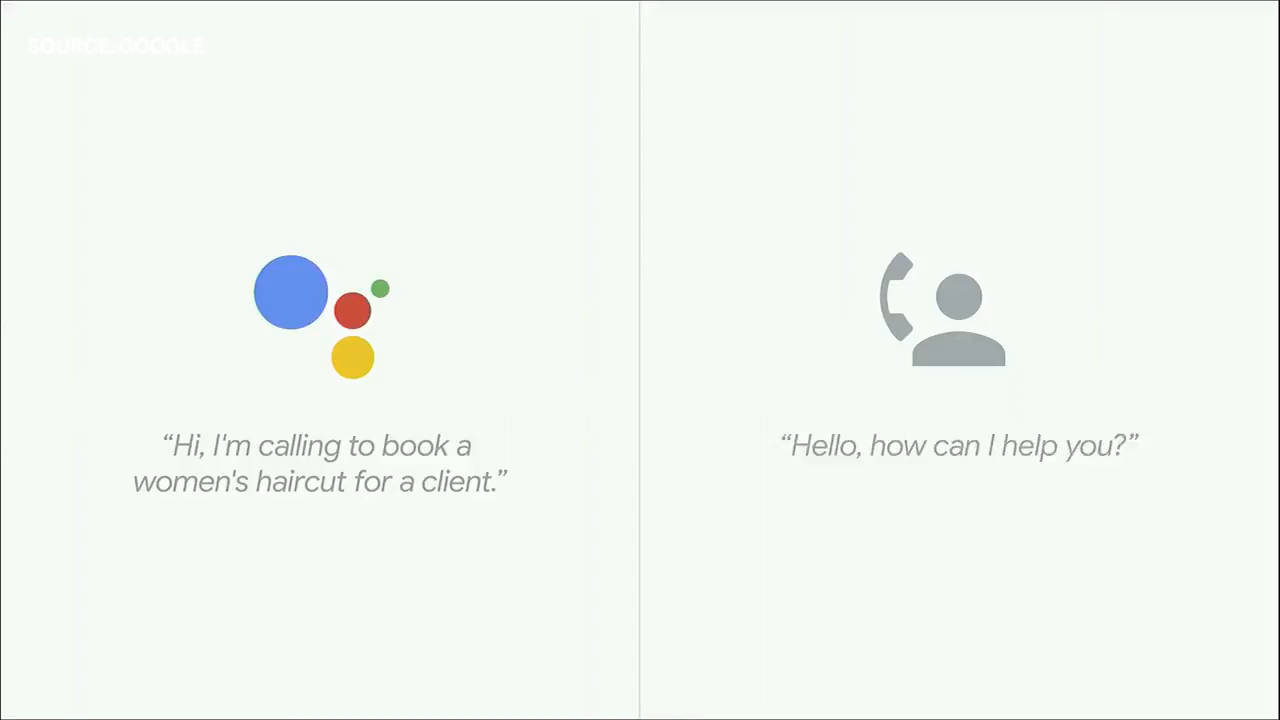 SOURCE: GOOGLE
“Hi, I'm calling to book a
women's haircut for a client.”
“Hello, how can I help you?”